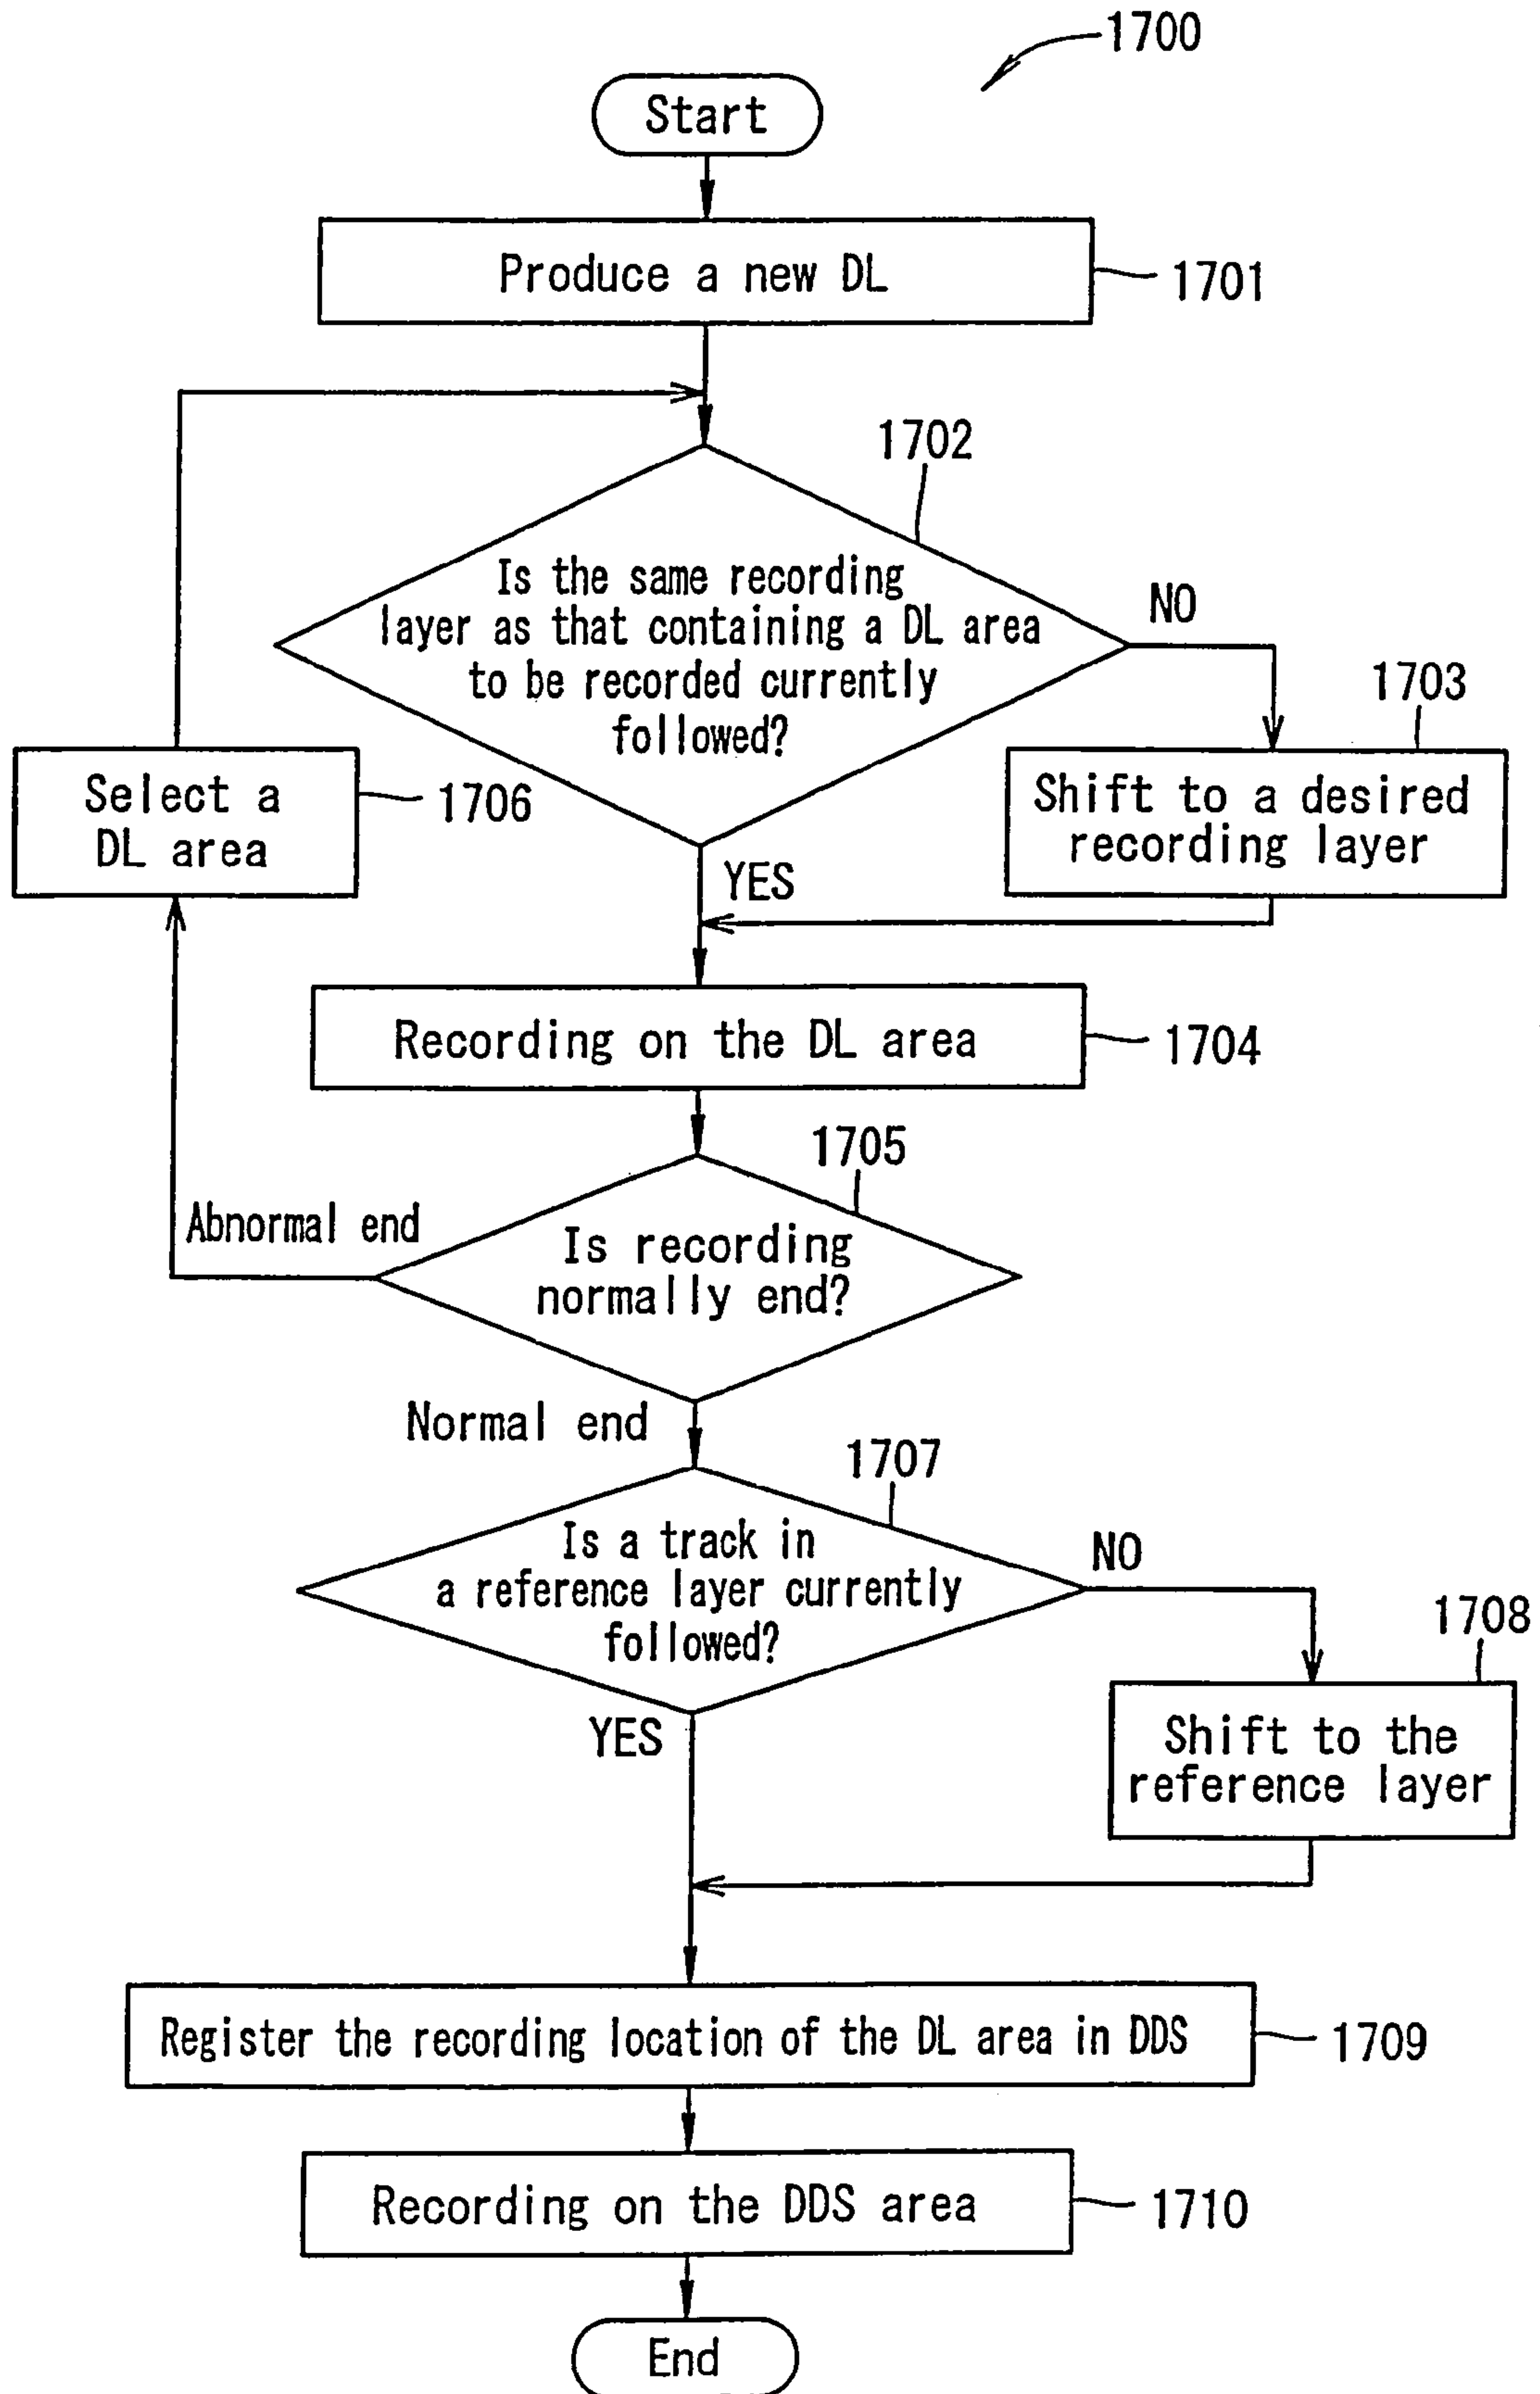 1700
Start
Produce a new DL
1701
1702
Is the same recording
layer as that containing a DL area
to be recorded currently
followed?
NO
1703
Shift to a desired
recording layer
Select a
DL area
1706
YES
Recording on the DL area
1704
1705
Abnormal end
Is recording
normally end?
Normal end
1707
Is a track in
a reference layer currently
followed?
NO
1708
Shift to the
reference layer
YES
Register the recording location of the DL area in DDS
1709
Recording on the DDS area
1710
End